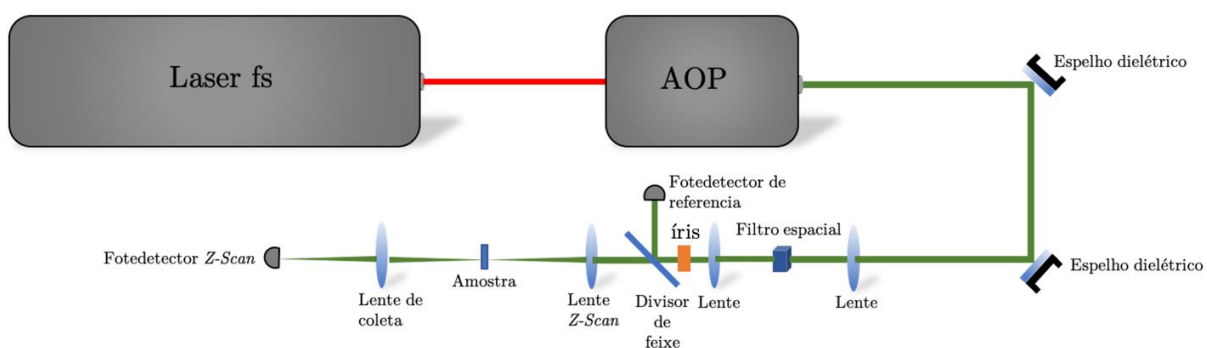 Laser fs
AOP
Espelho dielétrico
Fotedetector de
referencia
íris
Filtro espacial
Fotedetector Z-Scan
Amostra
Espelho dielétrico
Lente de
coleta
Lente
Z-Scan
Divisor
de
feixe
Lente
Lente